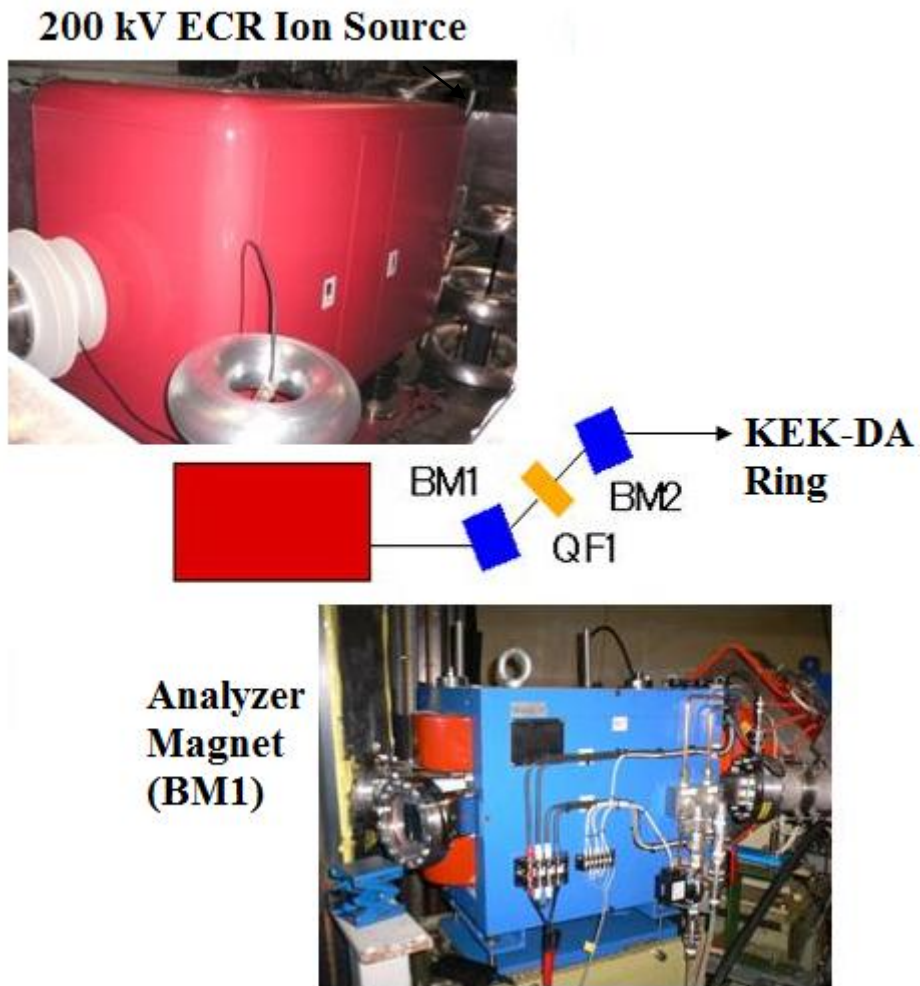 200 kV ECR Ion Source
BM1
KEK-DA
Ring
BM2
QF1
Analyzer
Magnet
(BM1)